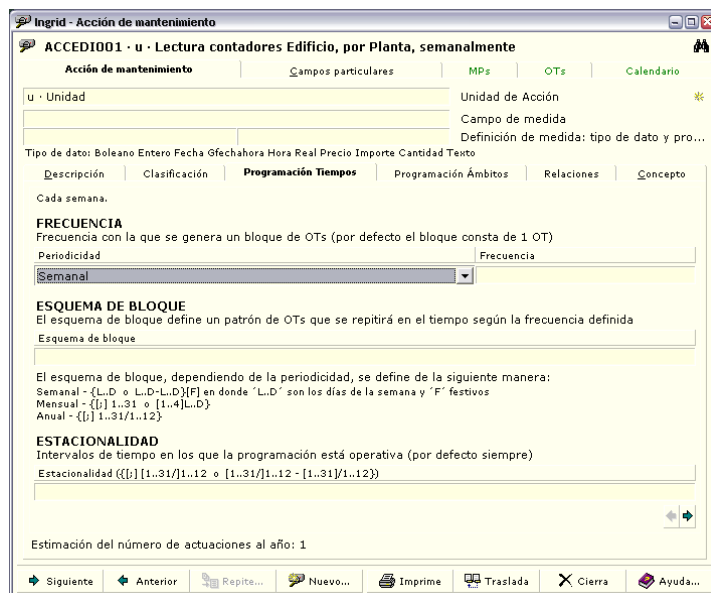 Ingrid - Acción de mantenimiento
ACCEDI001 · u · Lectura contadores Edificio, por Planta, semanalmente
Acción de mantenimiento Campos particulares MPs OTs Calendario
u · Unidad Unidad de Acción
Campo de medida
Definición de medida: tipo de dato y pro...
Tipo de dato: Boleano Entero Fecha Gfechahora Hora Real Precio Importe Cantidad Texto
Descripción Clasificación Programación Tiempos Programación Ámbitos Relaciones Concepto
Cada semana.
FRECUENCIA
Frecuencia con la que se genera un bloque de OTs (por defecto el bloque consta de 1 OT)
Periodicidad Frecuencia
Semanal
ESQUEMA DE BLOQUE
El esquema de bloque define un patrón de OTs que se repitirá en el tiempo según la frecuencia definida
Esquema de bloque
El esquema de bloque, dependiendo de la periodicidad, se define de la siguiente manera:
Semanal - {L..D o L..D-L..D}[F] en donde ´L..D´ son los días de la semana y ´F´ festivos
Mensual - {[;] 1..31 o [1..4]L..D}
Anual - {[;] 1..31/1..12}
ESTACIONALIDAD
Intervalos de tiempo en los que la programación está operativa (por defecto siempre)
Estacionalidad ({[;] [1..31/]1..12 o [1..31/]1..12 - [1..31]/1..12})
Estimación del número de actuaciones al año: 1
Siguiente Anterior Repite... Nuevo... Imprime Traslada Cierra Ayuda...